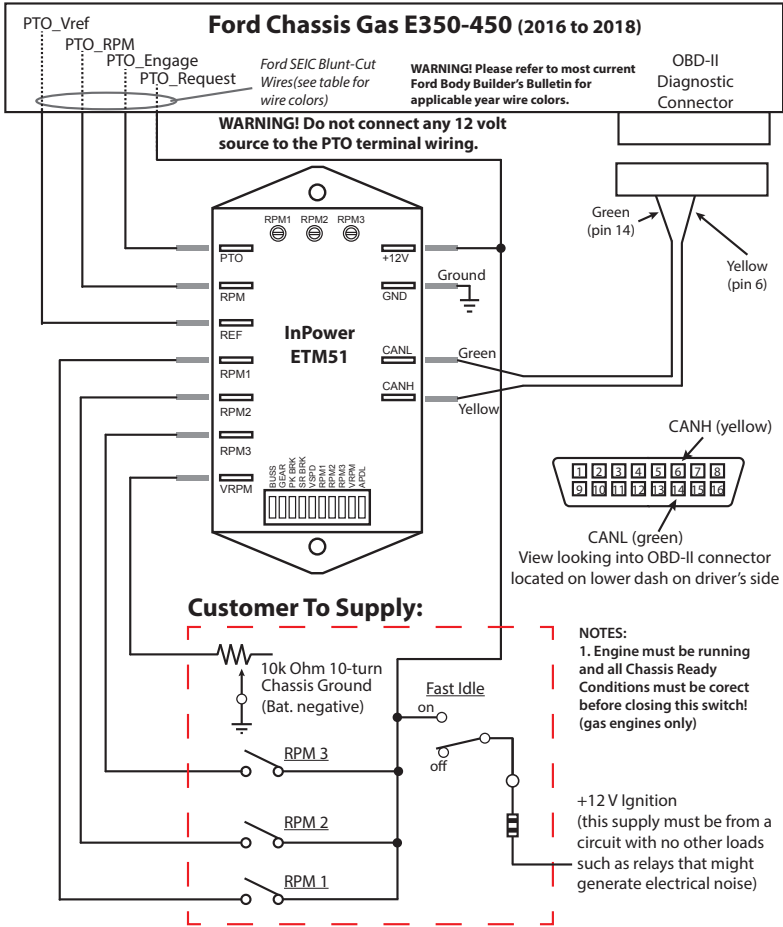 Ford Chassis Gas E350-450 (2016 to 2018)
PTO_Vref
PTO_RPM
PTO_Engage
PTO_Request
Ford SEIC Blunt-Cut
Wires(see table for
wire colors)
WARNING! Please refer to most current
Ford Body Builder's Bulletin for
applicable year wire colors.
OBD-II
Diagnostic
Connector
WARNING! Do not connect any 12 volt
source to the PTO terminal wiring.
Green
(pin 14)
Yellow
(pin 6)
RPM1 RPM2 RPM3
PTO
RPM
REF
RPM1
RPM2
RPM3
VRPM
+12V
GND
CANL
CANH
Ground
Green
Yellow
InPower
ETM51
BUSS
GEAR
PK BRK
SR BRK
VSPD
RPM1
RPM2
RPM3
VRPM
APDL
CANH (yellow)
1 2 3 4 5 6 7 8
9 10 11 12 13 14 15 16
CANL (green)
View looking into OBD-II connector
located on lower dash on driver's side
Customer To Supply:
10k Ohm 10-turn
Chassis Ground
(Bat. negative)
Fast Idle
on
off
RPM 3
RPM 2
RPM 1
NOTES:
1. Engine must be running
and all Chassis Ready
Conditions must be corect
before closing this switch!
(gas engines only)
+12 V Ignition
(this supply must be from a
circuit with no other loads
such as relays that might
generate electrical noise)